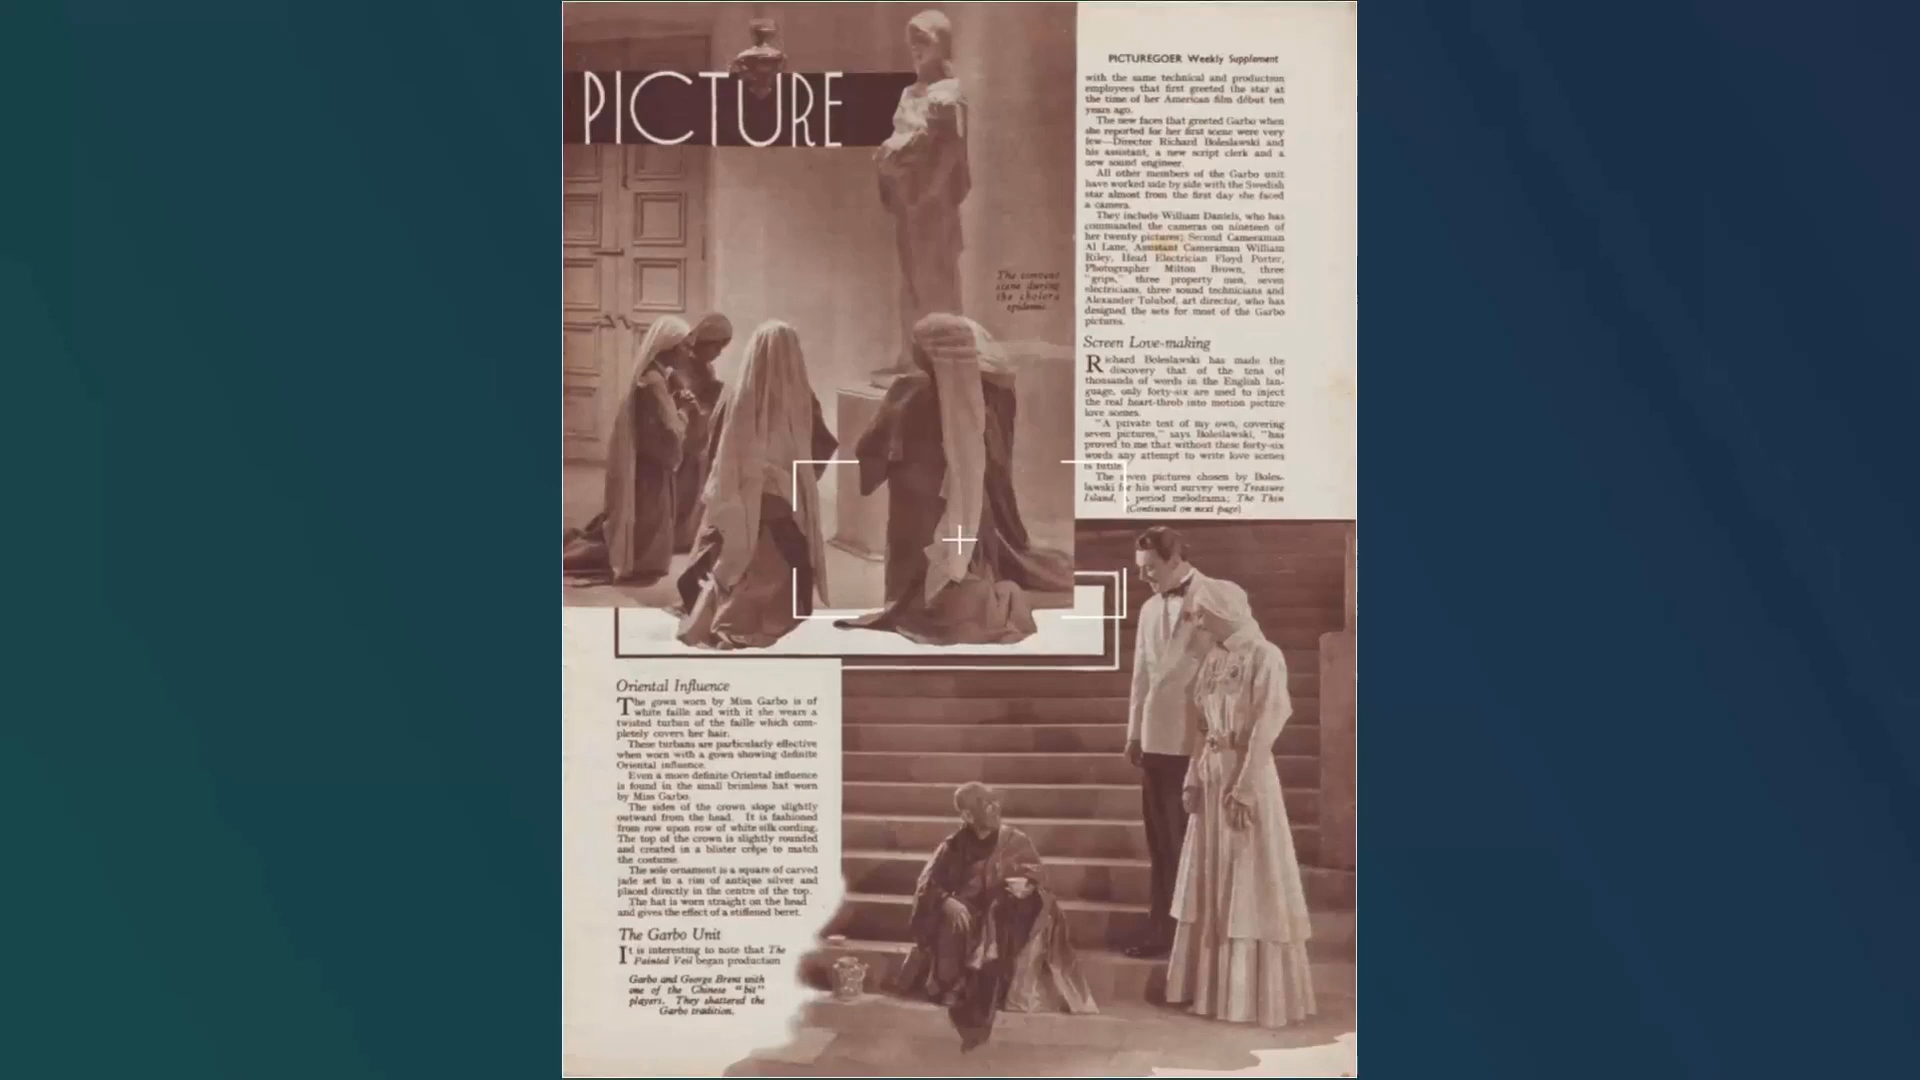 PICTURE
The convent
scene during
the cholera
epidemic.
Oriental Influence
The gown worn by Miss Garbo is of
white faille and with it she wears a
twisted turban of the faille which com-
pletely covers her hair.
These turbans are particularly effective
when worn with a gown showing definite
Oriental influence.
Even a more definite Oriental influence
is found in the small brimless hat worn
by Miss Garbo.
The sides of the crown slope slightly
outward from the head. It is fashioned
from row upon row of white silk cording.
The top of the crown is slightly rounded
and created in a blister crêpe to match
the costume.
The sole ornament is a square of carved
jade set in a rim of antique silver and
placed directly in the centre of the top.
The hat is worn straight on the head
and gives the effect of a stiffened beret.
The Garbo Unit
It is interesting to note that The
Painted Veil began production
Garbo and George Brent with
one of the Chinese "bit"
players. They shattered the
Garbo tradition.
PICTUREGOER Weekly Supplement
with the same technical and production
employees that first greeted the star at
the time of her American film début ten
years ago.
The new faces that greeted Garbo when
she reported for her first scene were very
few—Director Richard Boleslawski and
his assistant, a new script clerk and a
new sound engineer.
All other members of the Garbo unit
have worked side by side with the Swedish
star almost from the first day she faced
a camera.
They include William Daniels, who has
commanded the cameras on nineteen of
her twenty pictures; Second Cameraman
Al Lane, Assistant Cameraman William
Riley, Head Electrician Floyd Porter,
Photographer Milton Brown, three
"grips," three property men, seven
electricians, three sound technicians and
Alexander Tolubof, art director, who has
designed the sets for most of the Garbo
pictures.
Screen Love-making
Richard Boleslawski has made the
discovery that of the tens of
thousands of words in the English lan-
guage, only forty-six are used to inject
the real heart-throb into motion picture
love scenes.
"A private test of my own, covering
seven pictures," says Boleslawski, "has
proved to me that without these forty-six
words any attempt to write love scenes
is futile.
The seven pictures chosen by Boles-
lawski for his word survey were Treasure
Island, a period melodrama; The Thin
(Continued on next page)